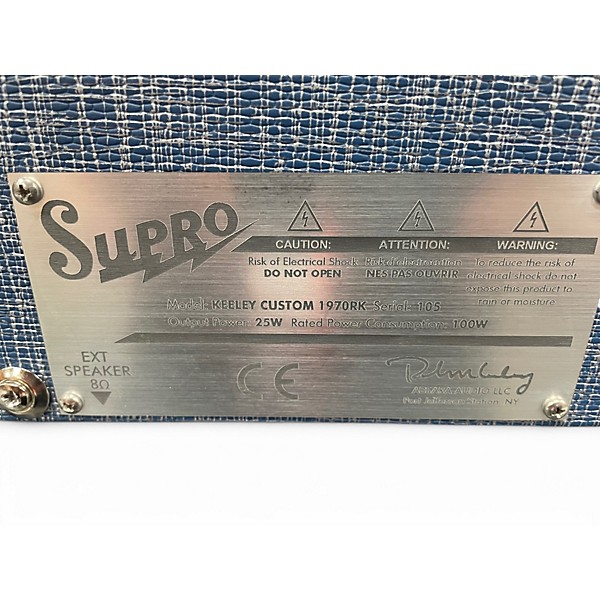 SUPRO
CAUTION:
Risk of Electrical Shock
DO NOT OPEN
ATTENTION:
NES PAS OUVRIR
WARNING:
To reduce the risk of
electrical shock do not
expose this product to
rain or moisture
Model: KEELEY CUSTOM 1970RK Serial: 105
Output Power: 25W Rated Power Consumption: 100W
EXT
SPEAKER
8Ω
CE
ABSARA AUDIO LLC
Port Jefferson Station, NY